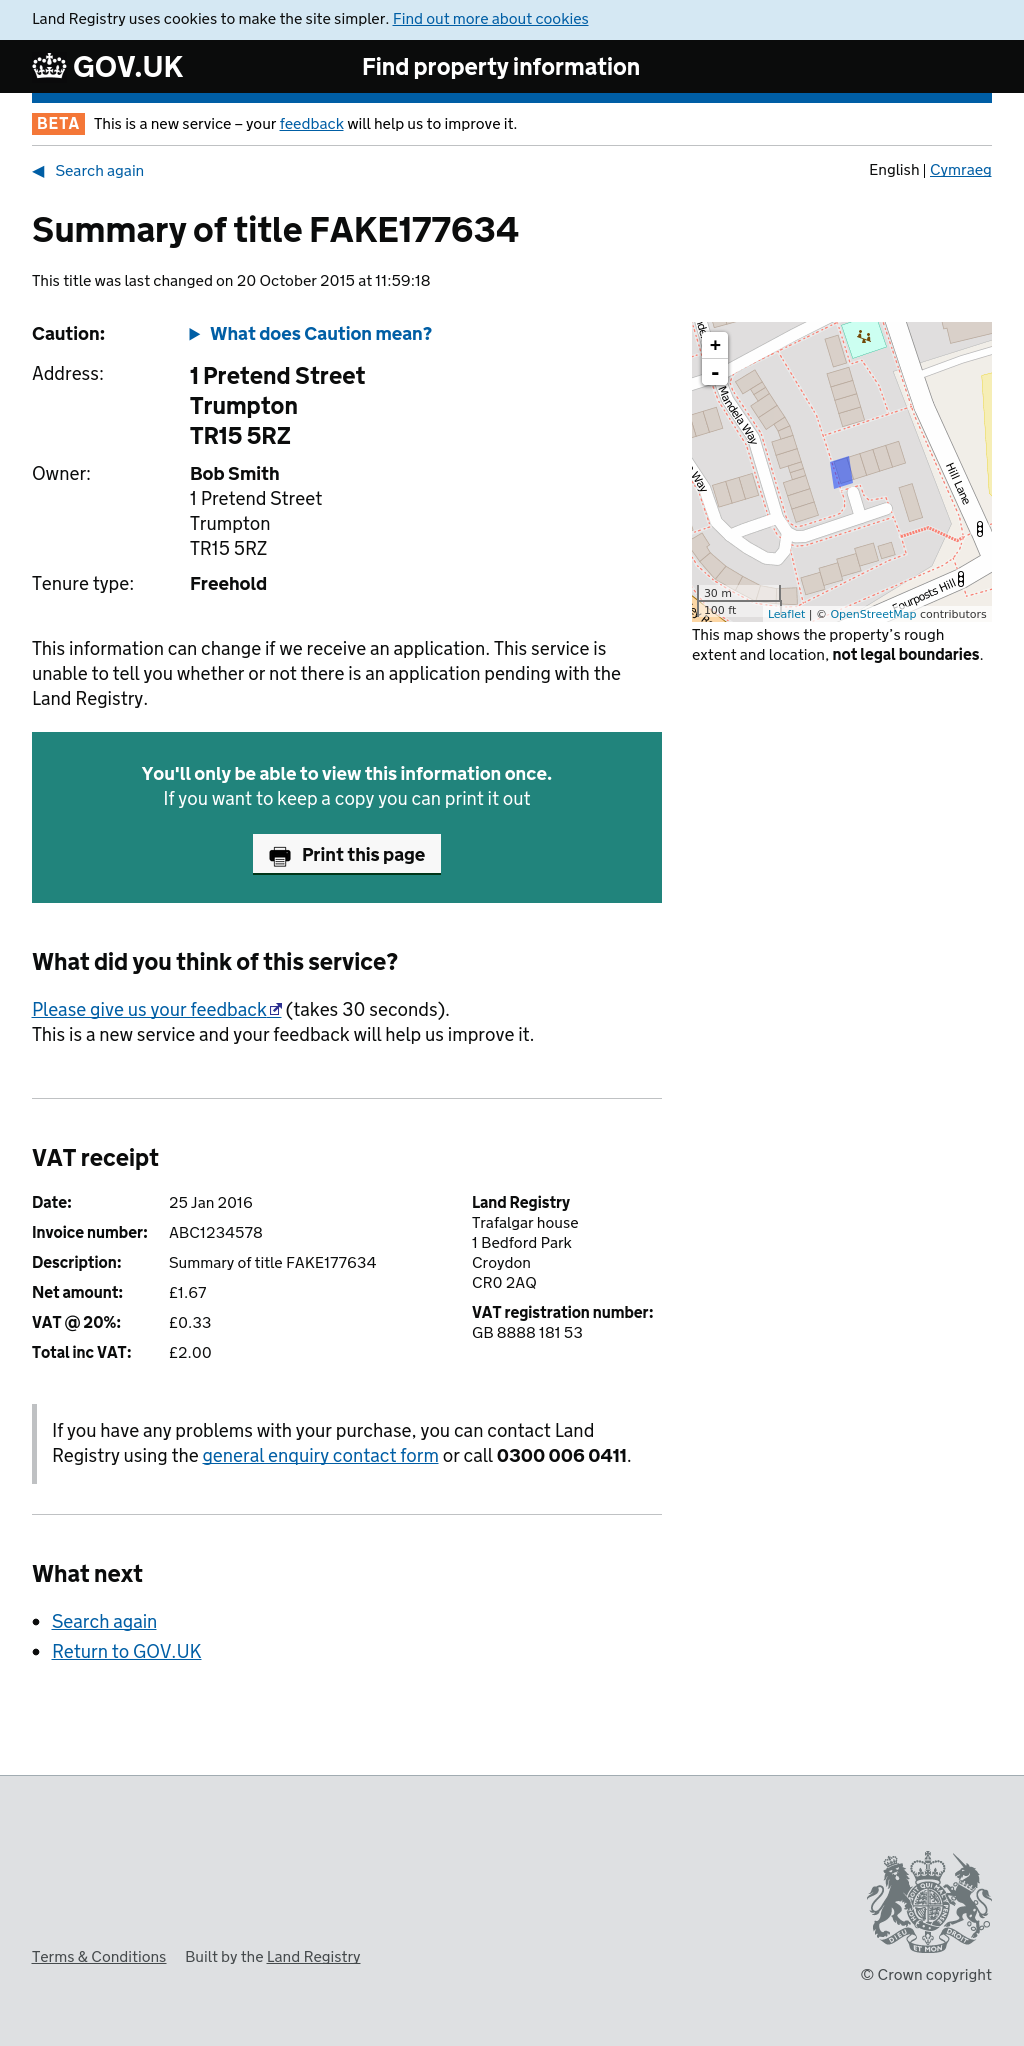 Land Registry uses cookies to make the site simpler. Find out more about cookies
GOV.UK
Find property information
BETA This is a new service – your feedback will help us to improve it.
◀ Search again
English | Cymraeg
Summary of title FAKE177634
This title was last changed on 20 October 2015 at 11:59:18
Caution:
▶ What does Caution mean?
Address:
1 Pretend Street
Trumpton
TR15 5RZ
Owner:
Bob Smith
1 Pretend Street
Trumpton
TR15 5RZ
Tenure type:
Freehold
+
-
Mandela Way
Way
Hill Lane
Fourposts Hill
30 m
100 ft
Leaflet | © OpenStreetMap contributors
This map shows the property's rough
extent and location, not legal boundaries.
This information can change if we receive an application. This service is
unable to tell you whether or not there is an application pending with the
Land Registry.
You'll only be able to view this information once.
If you want to keep a copy you can print it out
Print this page
What did you think of this service?
Please give us your feedback (takes 30 seconds).
This is a new service and your feedback will help us improve it.
VAT receipt
Date: 25 Jan 2016
Invoice number: ABC1234578
Description: Summary of title FAKE177634
Net amount: £1.67
VAT @ 20%: £0.33
Total inc VAT: £2.00
Land Registry
Trafalgar house
1 Bedford Park
Croydon
CR0 2AQ
VAT registration number:
GB 8888 181 53
If you have any problems with your purchase, you can contact Land
Registry using the general enquiry contact form or call 0300 006 0411.
What next
• Search again
• Return to GOV.UK
DIEU ET MON DROIT
Terms & Conditions Built by the Land Registry
© Crown copyright